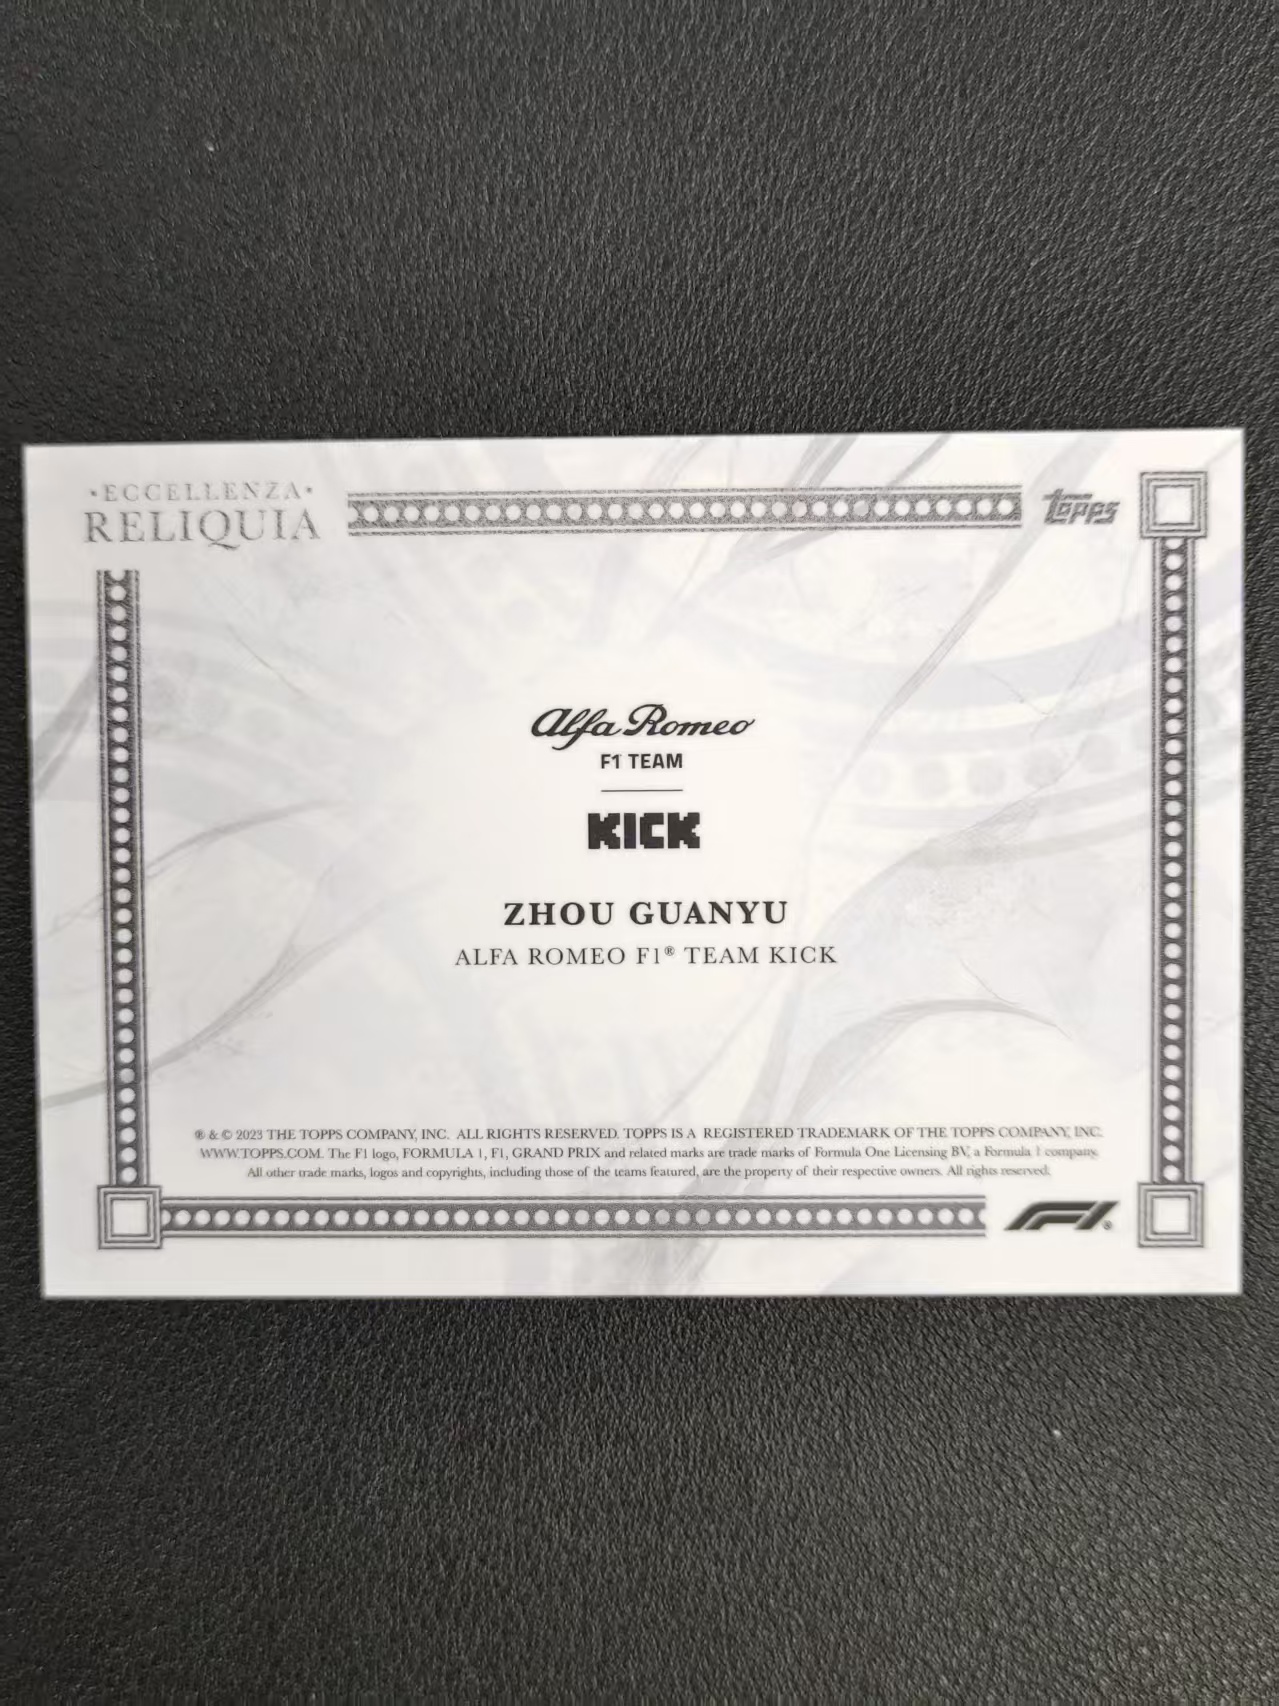 ·ECCELLENZA·
RELIQUIA
topps
Alfa Romeo
F1 TEAM
KICK
ZHOU GUANYU
ALFA ROMEO F1® TEAM KICK
® & © 2023 THE TOPPS COMPANY, INC. ALL RIGHTS RESERVED. TOPPS IS A REGISTERED TRADEMARK OF THE TOPPS COMPANY, INC.
WWW.TOPPS.COM. The F1 logo, FORMULA 1, F1, GRAND PRIX and related marks are trade marks of Formula One Licensing BV, a Formula 1 company.
All other trade marks, logos and copyrights, including those of the teams featured, are the property of their respective owners. All rights reserved.
F1®